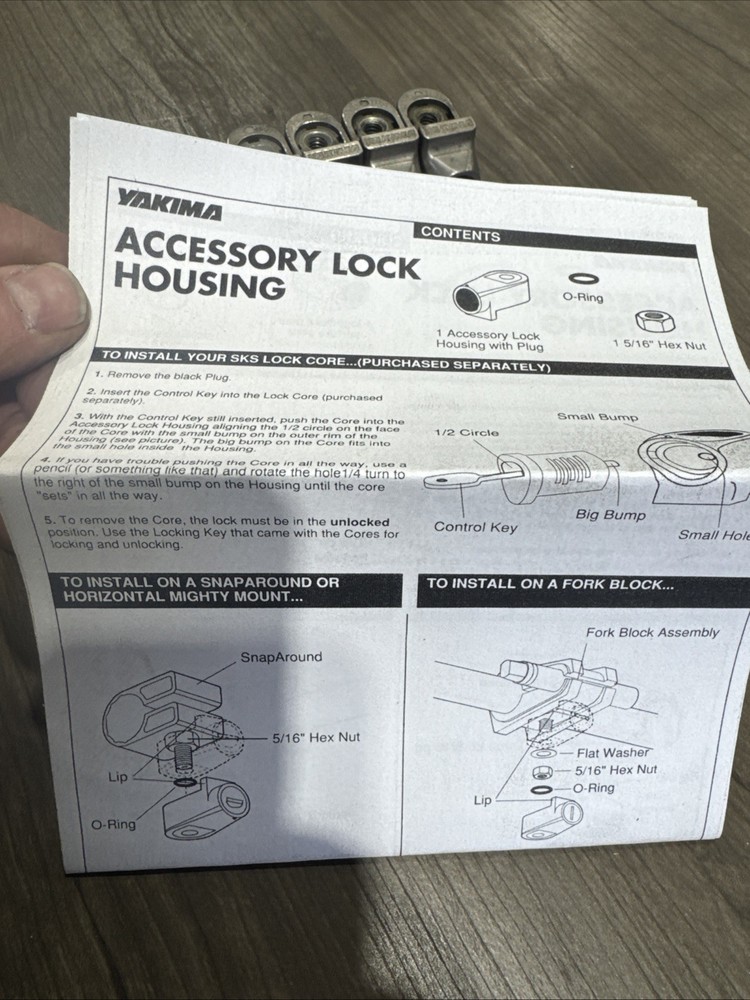 YAKIMA
ACCESSORY LOCK
HOUSING
CONTENTS
O-Ring
1 Accessory Lock
Housing with Plug
1 5/16" Hex Nut
TO INSTALL YOUR SKS LOCK CORE...(PURCHASED SEPARATELY)
1. Remove the black Plug.
2. Insert the Control Key into the Lock Core (purchased
separately).
3. With the Control Key still inserted, push the Core into the
Accessory Lock Housing aligning the 1/2 circle on the face
of the Core with the small bump on the outer rim of the
Housing (see picture). The big bump on the Core fits into
the small hole inside the Housing.
4. If you have trouble pushing the Core in all the way, use a
pencil (or something like that) and rotate the hole1/4 turn to
the right of the small bump on the Housing until the core
"sets" in all the way.
5. To remove the Core, the lock must be in the unlocked
position. Use the Locking Key that came with the Cores for
locking and unlocking.
Small Bump
1/2 Circle
Control Key
Big Bump
Small Hole
TO INSTALL ON A SNAPAROUND OR
HORIZONTAL MIGHTY MOUNT...
SnapAround
5/16" Hex Nut
Lip
O-Ring
TO INSTALL ON A FORK BLOCK...
Fork Block Assembly
Flat Washer
5/16" Hex Nut
O-Ring
Lip